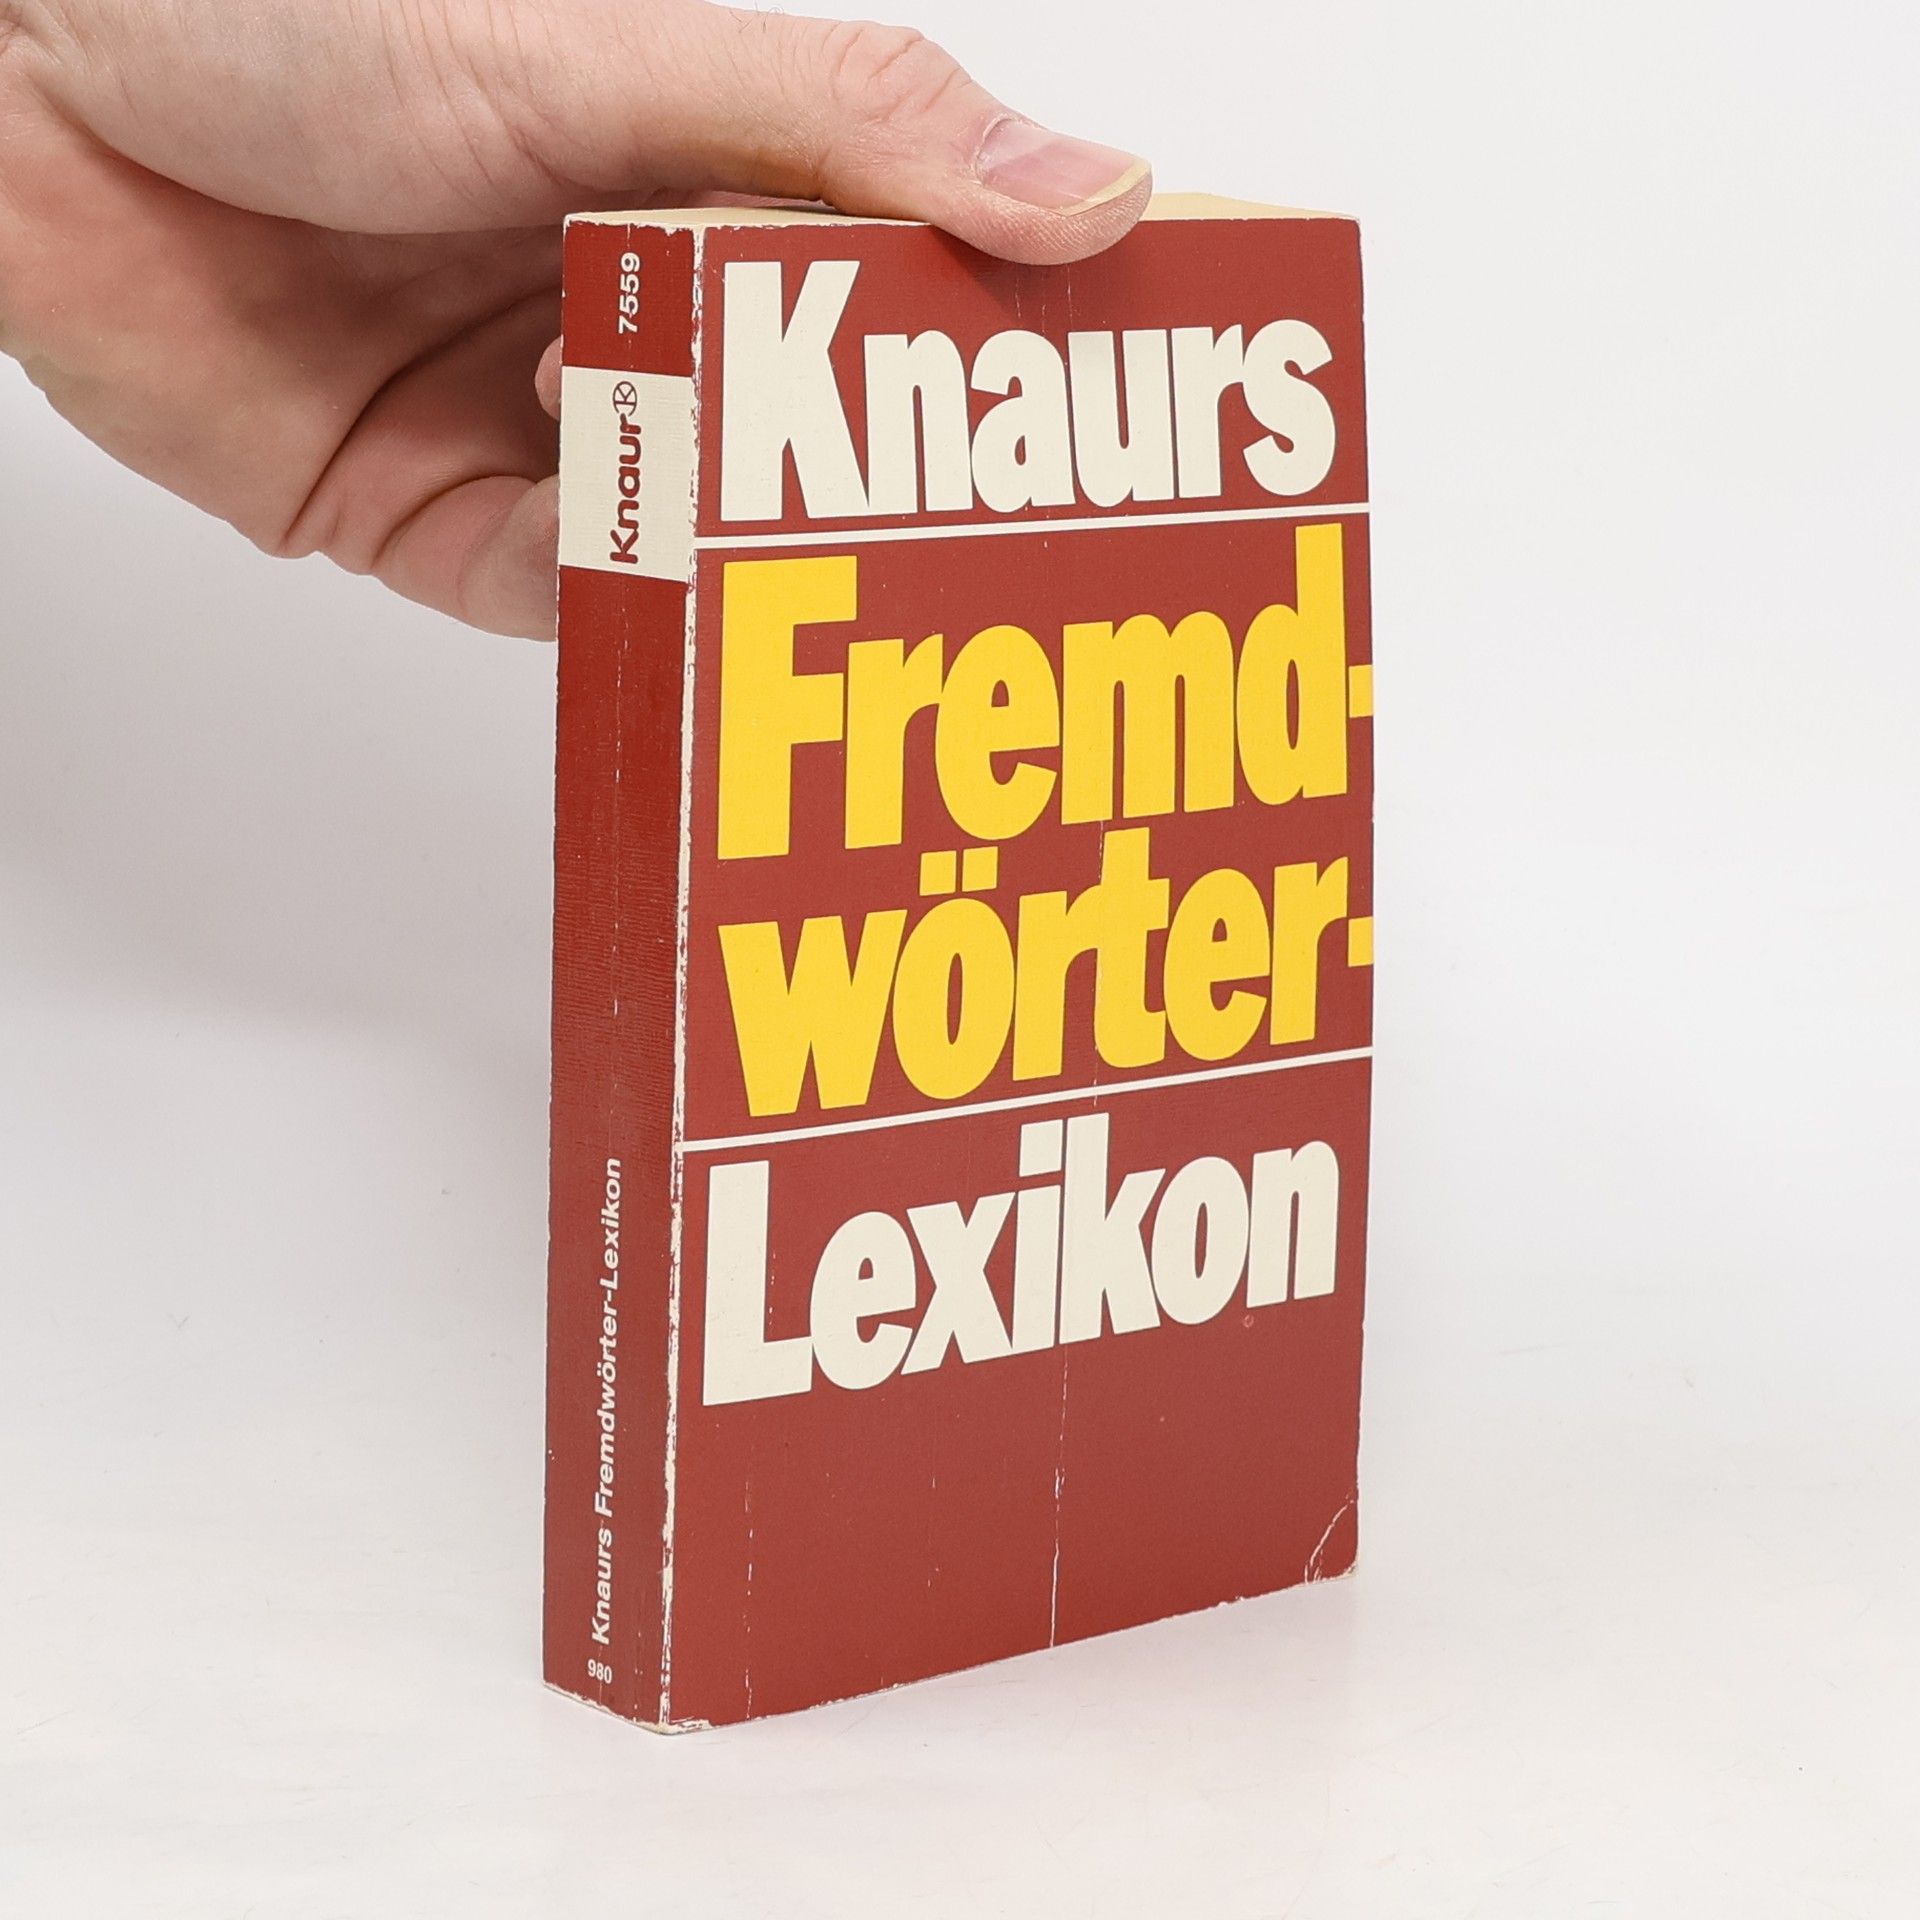 7559
Knaur
Knaurs Fremdwörter-Lexikon
980
Knaurs
Fremd-
wörter-
Lexikon